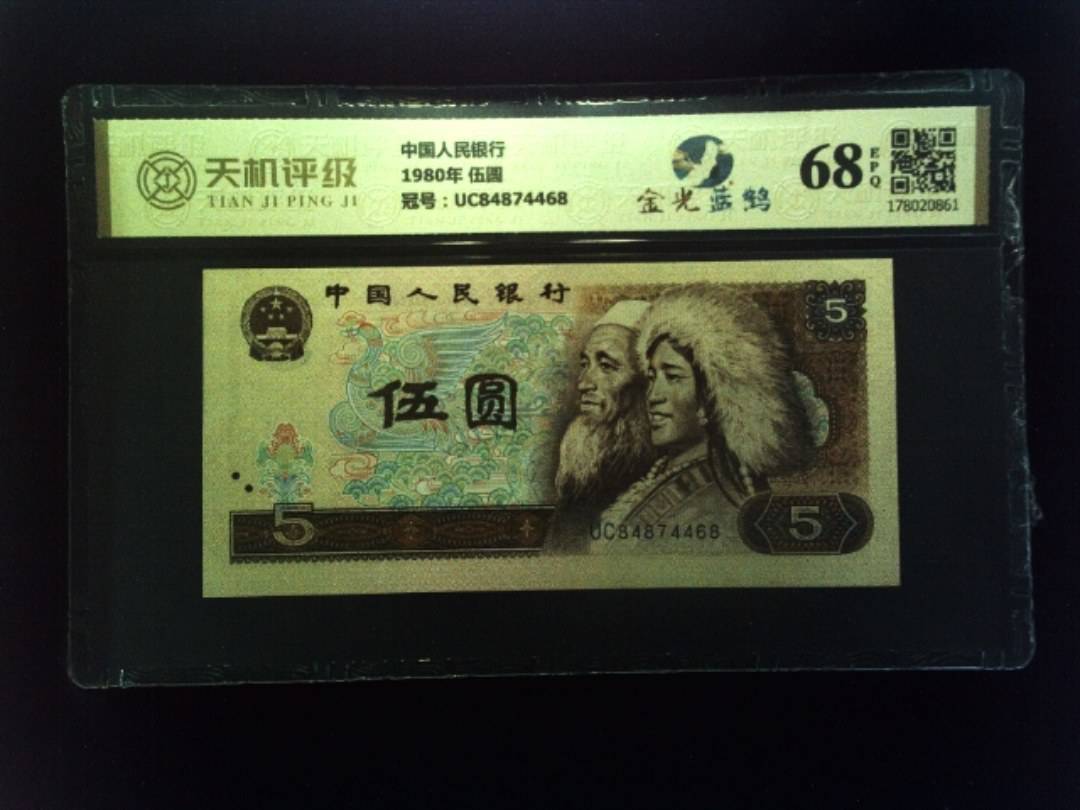 天机评级
TIAN JI PING JI
中国人民银行
1980年 伍圆
冠号：UC84874468
金光蓝鹤
68
EPQ
178020861
中国人民银行
5
伍圆
5
UC84874468
5